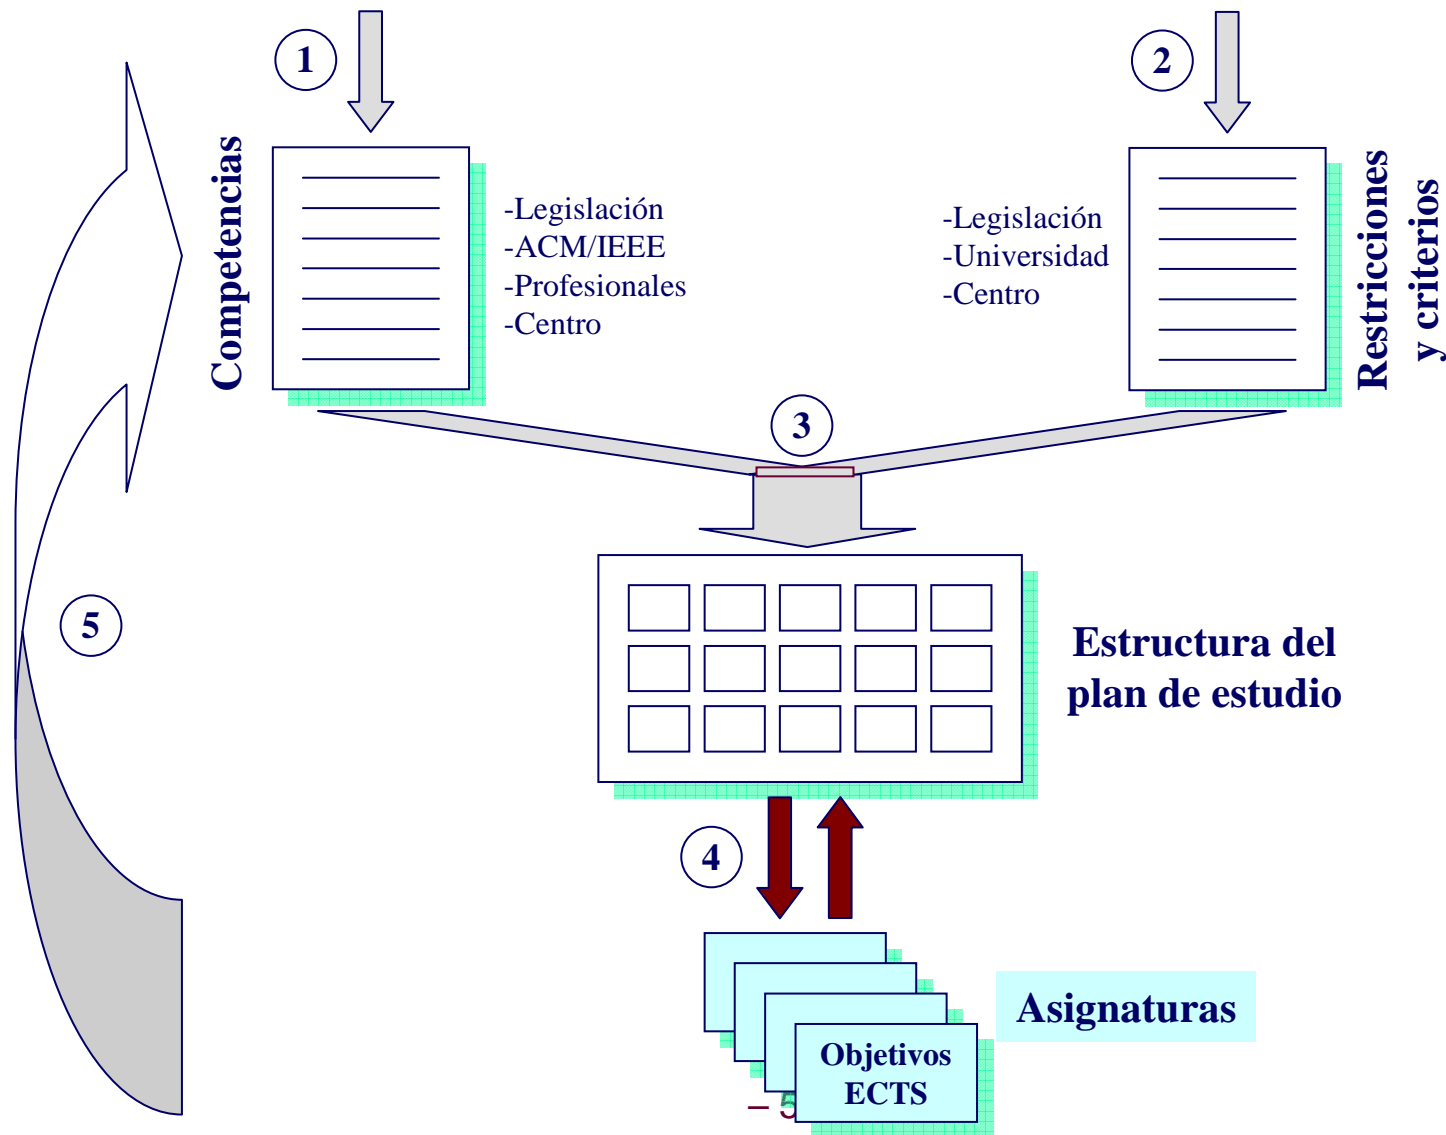 1
2
Competencias
-Legislación
-ACM/IEEE
-Profesionales
-Centro
-Legislación
-Universidad
-Centro
Restricciones
y criterios
3
5
Estructura del
plan de estudio
4
Asignaturas
Objetivos
ECTS